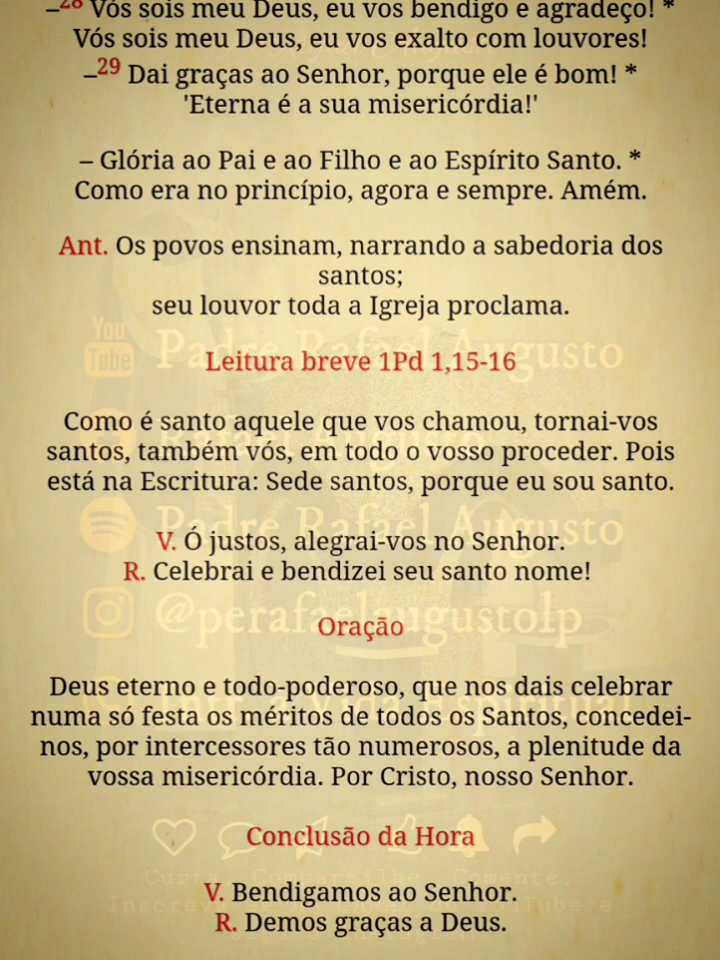 –28 Vós sois meu Deus, eu vos bendigo e agradeço! *
Vós sois meu Deus, eu vos exalto com louvores!
–29 Dai graças ao Senhor, porque ele é bom! *
'Eterna é a sua misericórdia!'
– Glória ao Pai e ao Filho e ao Espírito Santo. *
Como era no princípio, agora e sempre. Amém.
Ant. Os povos ensinam, narrando a sabedoria dos
santos;
seu louvor toda a Igreja proclama.
You
Tube
Padre Rafael Augusto
Leitura breve 1Pd 1,15-16
Como é santo aquele que vos chamou, tornai-vos
santos, também vós, em todo o vosso proceder. Pois
está na Escritura: Sede santos, porque eu sou santo.
Padre Rafael Augusto
V. Ó justos, alegrai-vos no Senhor.
R. Celebrai e bendizei seu santo nome!
@perafaelaugustolp
Oração
Deus eterno e todo-poderoso, que nos dais celebrar
numa só festa os méritos de todos os Santos, concedei-
nos, por intercessores tão numerosos, a plenitude da
vossa misericórdia. Por Cristo, nosso Senhor.
Conclusão da Hora
V. Bendigamos ao Senhor.
R. Demos graças a Deus.